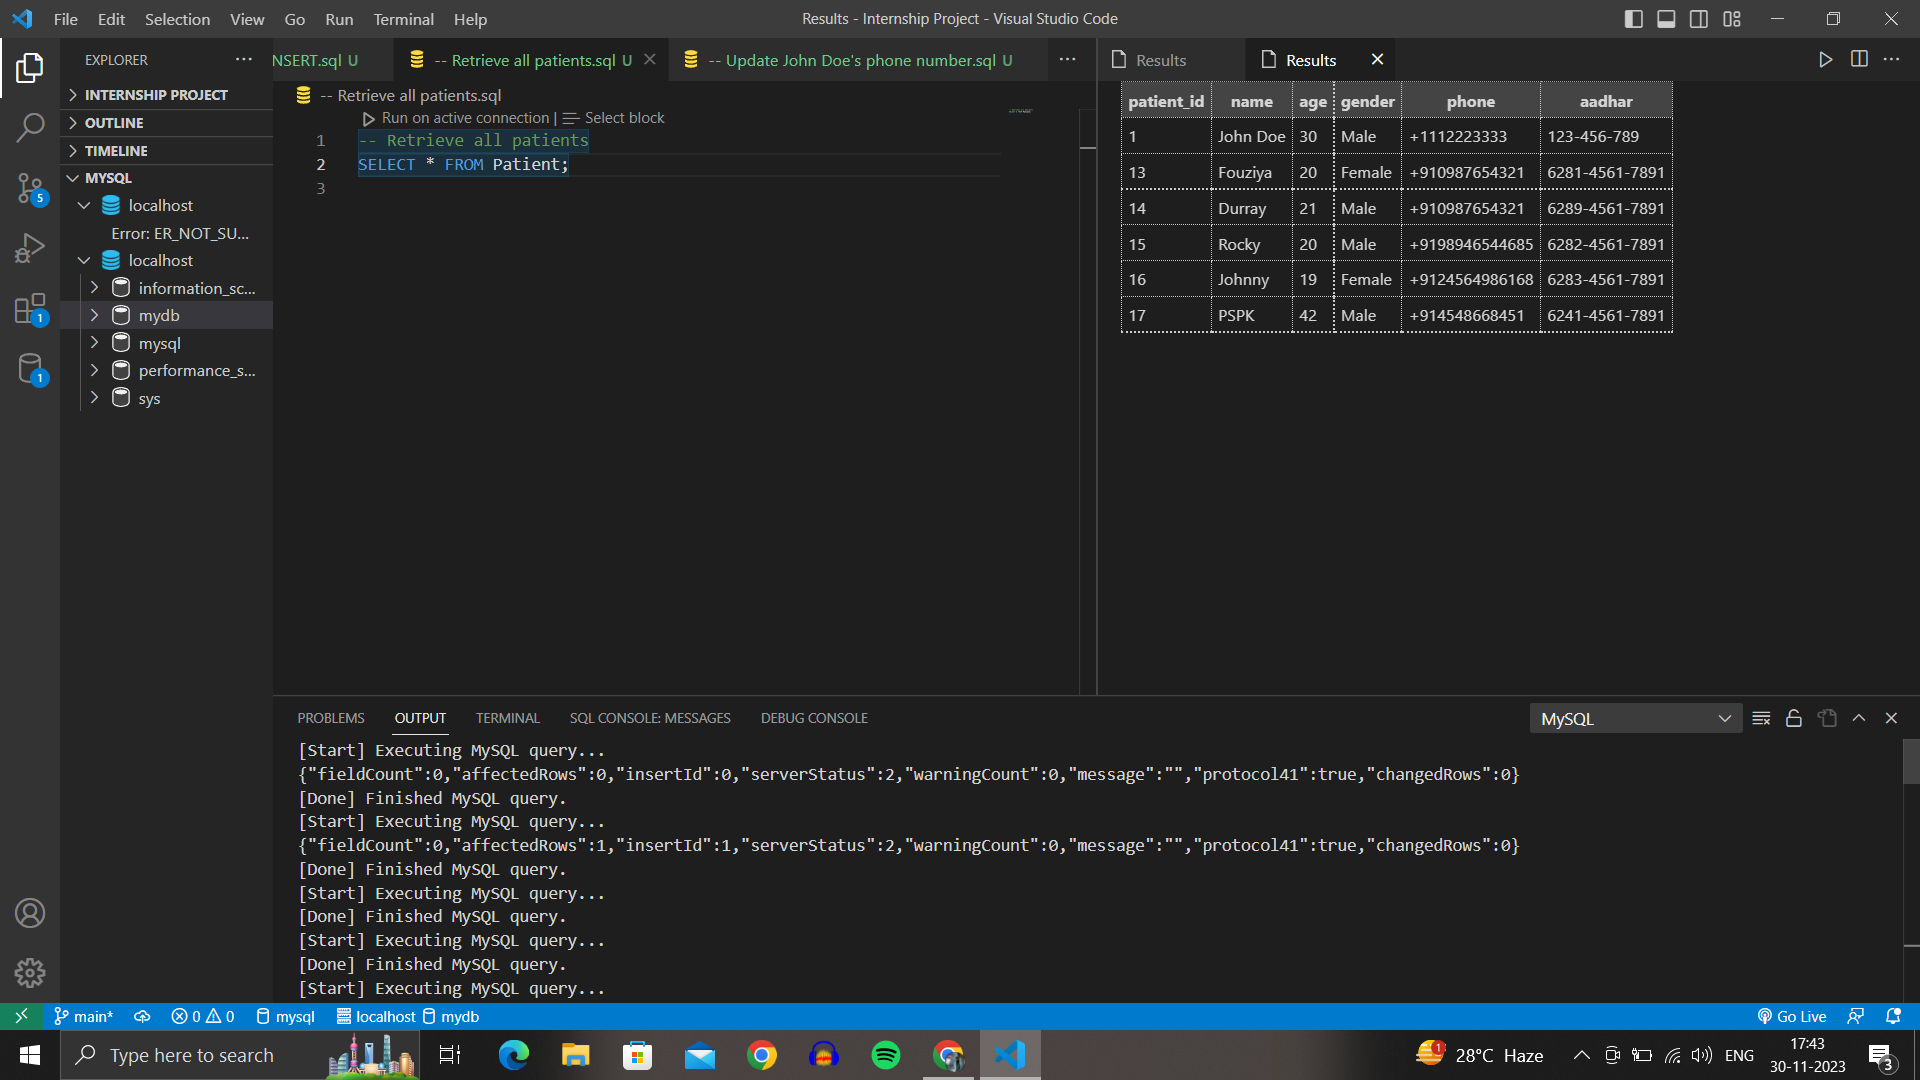 File Edit Selection View Go Run Terminal Help
Results - Internship Project - Visual Studio Code
EXPLORER
INTERNSHIP PROJECT
OUTLINE
TIMELINE
MYSQL
localhost
Error: ER_NOT_SU...
localhost
information_sc...
mydb
mysql
performance_s...
sys
5
1
1
NSERT.sql U
-- Retrieve all patients.sql U
-- Update John Doe's phone number.sql U
-- Retrieve all patients.sql
Run on active connection | Select block
1 -- Retrieve all patients
2 SELECT * FROM Patient;
3
Results
Results
patient_id name age gender phone aadhar
1 John Doe 30 Male +1112223333 123-456-789
13 Fouziya 20 Female +910987654321 6281-4561-7891
14 Durray 21 Male +910987654321 6289-4561-7891
15 Rocky 20 Male +9198946544685 6282-4561-7891
16 Johnny 19 Female +9124564986168 6283-4561-7891
17 PSPK 42 Male +914548668451 6241-4561-7891
PROBLEMS OUTPUT TERMINAL SQL CONSOLE: MESSAGES DEBUG CONSOLE
MySQL
[Start] Executing MySQL query...
{"fieldCount":0,"affectedRows":0,"insertId":0,"serverStatus":2,"warningCount":0,"message":"","protocol41":true,"changedRows":0}
[Done] Finished MySQL query.
[Start] Executing MySQL query...
{"fieldCount":0,"affectedRows":1,"insertId":1,"serverStatus":2,"warningCount":0,"message":"","protocol41":true,"changedRows":0}
[Done] Finished MySQL query.
[Start] Executing MySQL query...
[Done] Finished MySQL query.
[Start] Executing MySQL query...
[Done] Finished MySQL query.
[Start] Executing MySQL query...
main* 0 0 mysql localhost mydb
Go Live
Type here to search
1
28°C Haze
ENG
17:43
30-11-2023
3